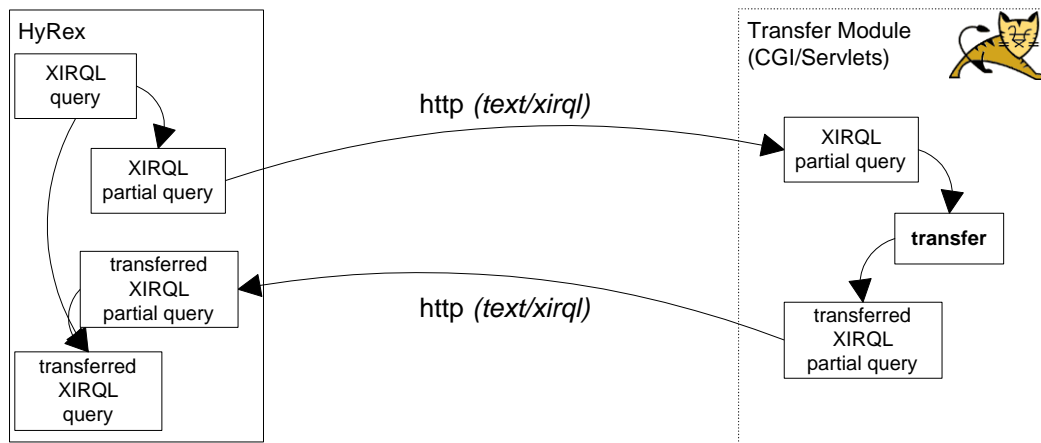 HyRex
XIRQL
query
XIRQL
partial query
transferred
XIRQL
partial query
transferred
XIRQL
query
http (text/xirql)
http (text/xirql)
Transfer Module
(CGI/Servlets)
XIRQL
partial query
transfer
transferred
XIRQL
partial query